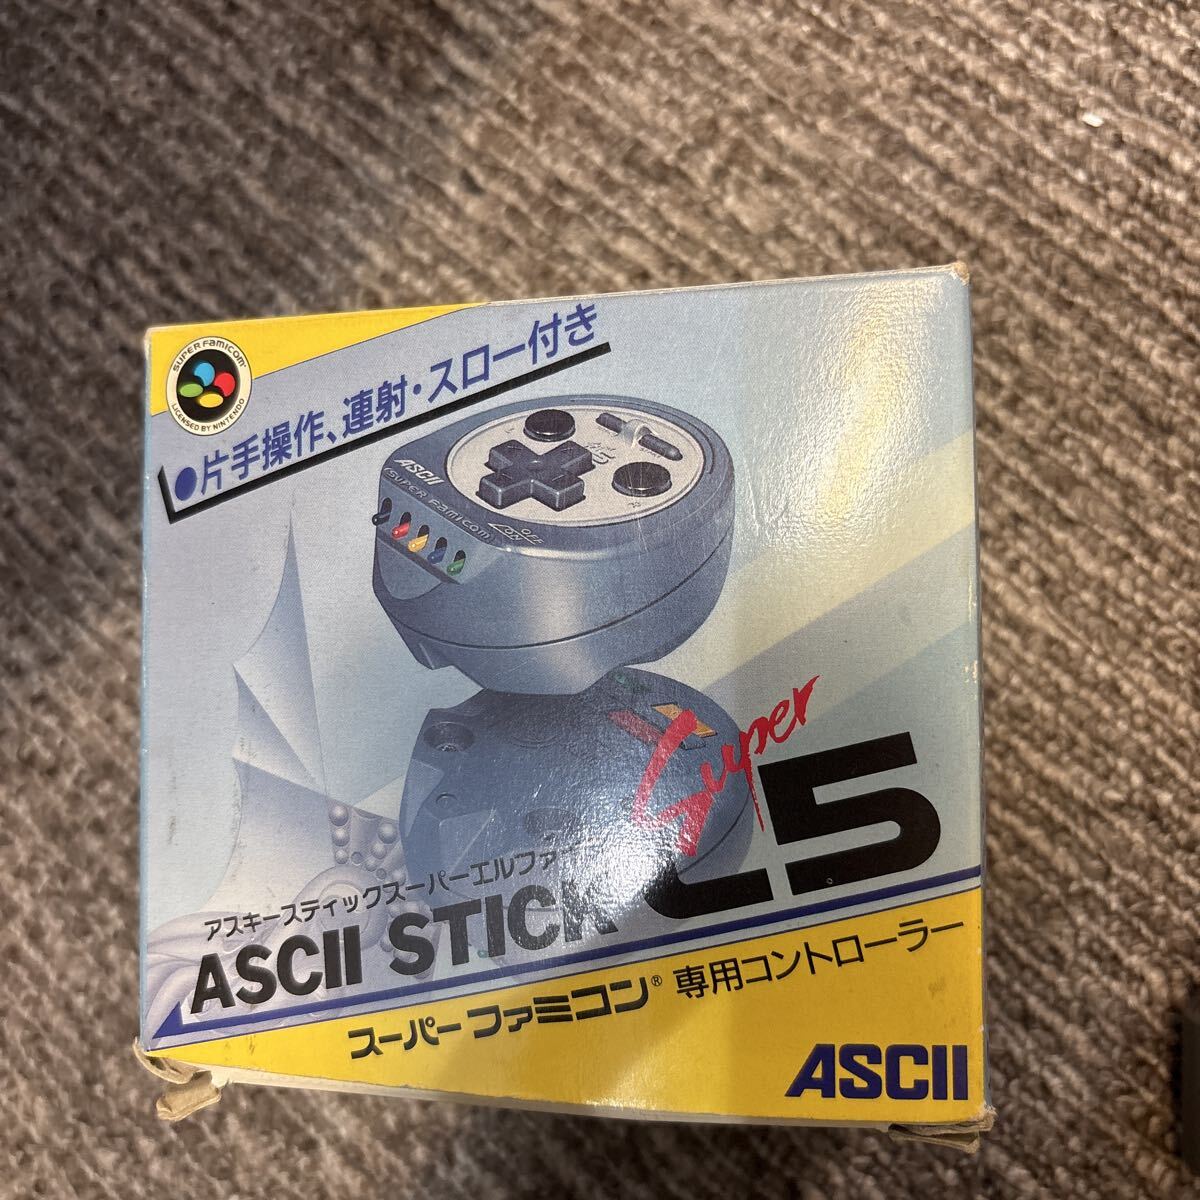 SUPER FAMICOM
LICENSED BY NINTENDO
●片手操作、連射・スロー付き
ASCII
SUPER FAMICOM
OFF
ON
L5
Super
L5
アスキースティックスーパーエルファイブ
ASCII STICK
スーパーファミコン® 専用コントローラー
ASCII